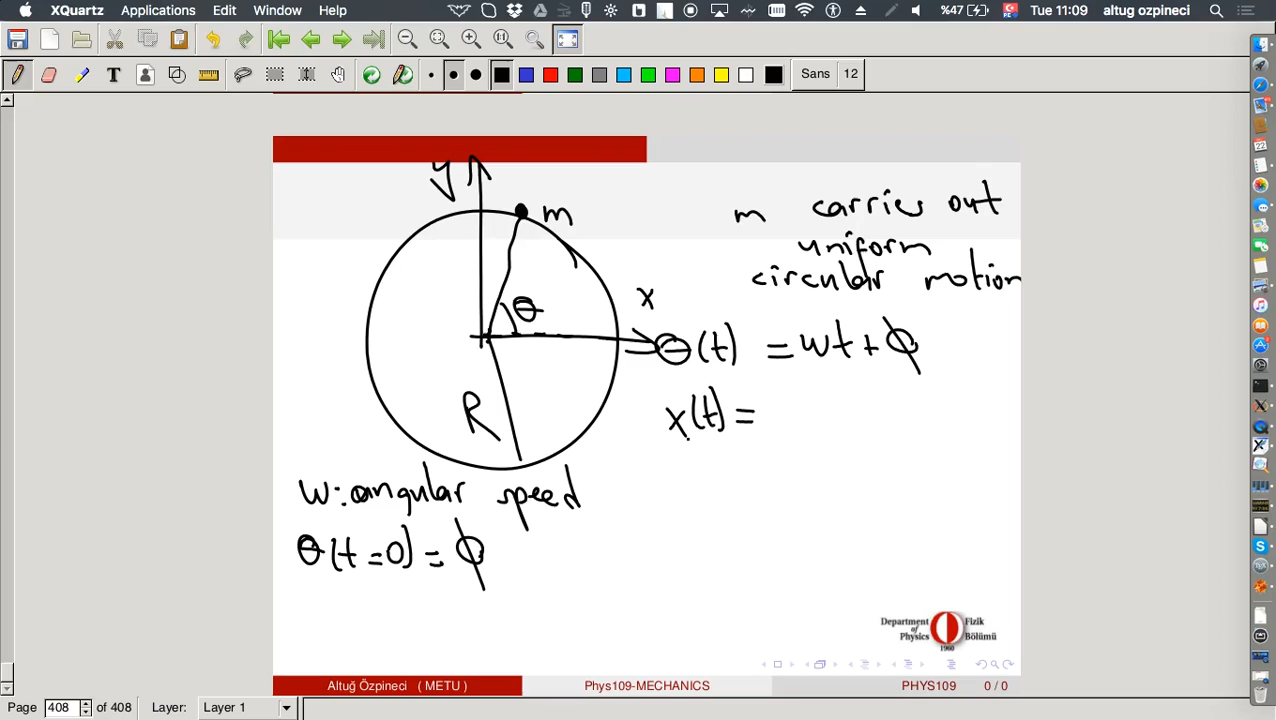 XQuartz Applications Edit Window Help %47 Tue 11:09 altug ozpineci
T Sans 12
y
m
m carries out
uniform
circular motion
θ
x
θ(t) = wt + ϕ
x(t) =
R
w: angular speed
θ(t=0) = ϕ
Department of Physics Fizik Bölümü
1960
Altuğ Özpineci ( METU ) Phys109-MECHANICS PHYS109 0 / 0
Page 408 of 408 Layer: Layer 1